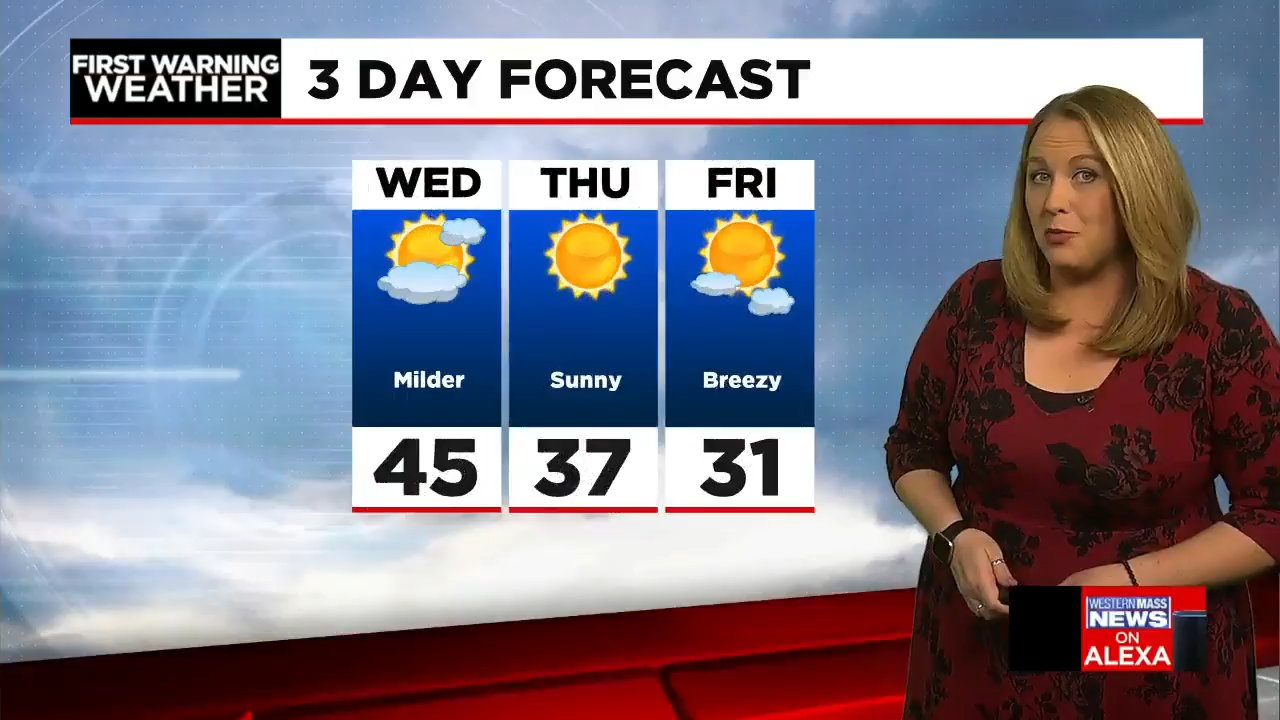 FIRST WARNING
WEATHER
3 DAY FORECAST
WED
THU
FRI
Milder
Sunny
Breezy
45
37
31
WESTERN MASS
NEWS
ON
ALEXA